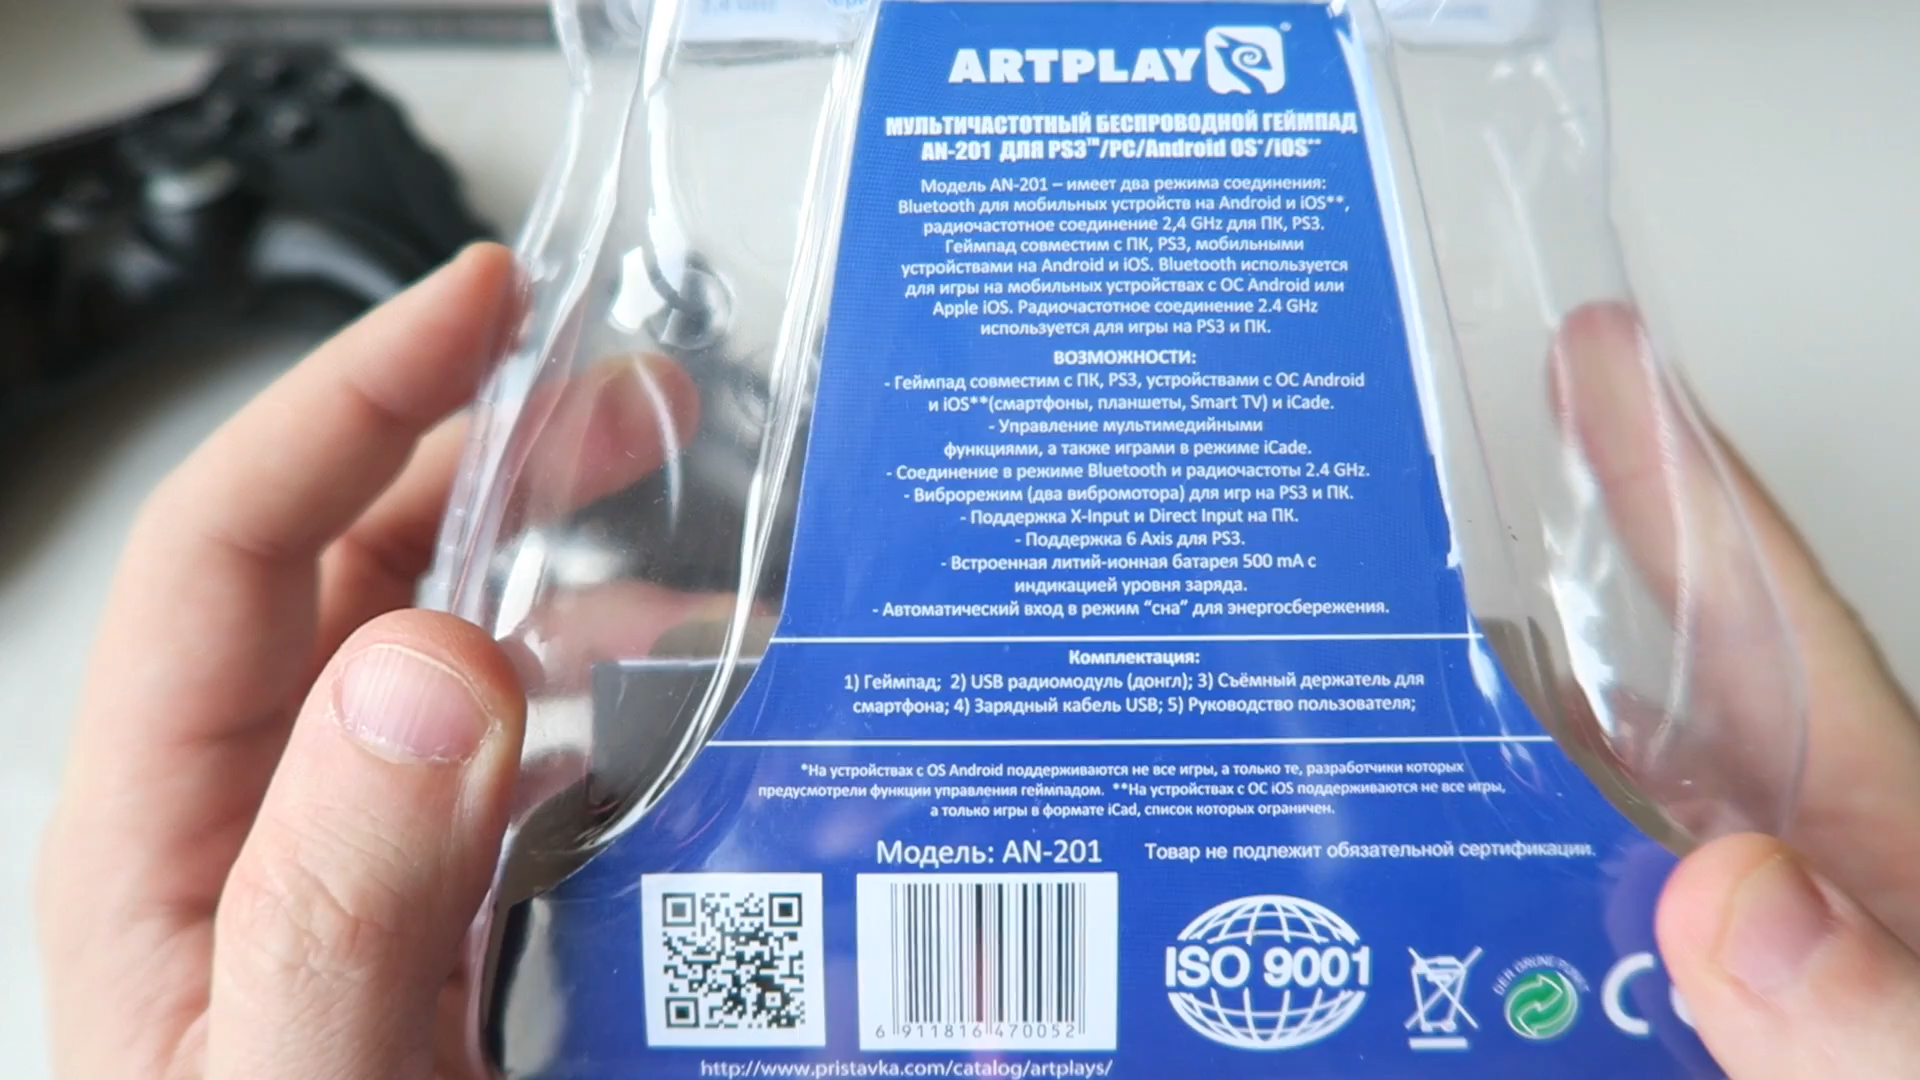 2.4 GHz
ARTPLAY
МУЛЬТИЧАСТОТНЫЙ БЕСПРОВОДНОЙ ГЕЙМПАД
AN-201 ДЛЯ PS3™/PC/Android OS*/iOS**
Модель AN-201 – имеет два режима соединения:
Bluetooth для мобильных устройств на Android и iOS**,
радиочастотное соединение 2,4 GHz для ПК, PS3.
Геймпад совместим с ПК, PS3, мобильными
устройствами на Android и iOS. Bluetooth используется
для игры на мобильных устройствах с ОС Android или
Apple iOS. Радиочастотное соединение 2.4 GHz
используется для игры на PS3 и ПК.
ВОЗМОЖНОСТИ:
- Геймпад совместим с ПК, PS3, устройствами с ОС Android
и iOS**(смартфоны, планшеты, Smart TV) и iCade.
- Управление мультимедийными
функциями, а также играми в режиме iCade.
- Соединение в режиме Bluetooth и радиочастоты 2.4 GHz.
- Виброрежим (два вибромотора) для игр на PS3 и ПК.
- Поддержка X-Input и Direct Input на ПК.
- Поддержка 6 Axis для PS3.
- Встроенная литий-ионная батарея 500 mA с
индикацией уровня заряда.
- Автоматический вход в режим “сна” для энергосбережения.
Комплектация:
1) Геймпад; 2) USB радиомодуль (донгл); 3) Съёмный держатель для
смартфона; 4) Зарядный кабель USB; 5) Руководство пользователя;
*На устройствах с OS Android поддерживаются не все игры, а только те, разработчики которых
предусмотрели функции управления геймпадом. **На устройствах с ОС iOS поддерживаются не все игры,
а только игры в формате iCad, список которых ограничен.
Модель: AN-201
Товар не подлежит обязательной сертификации.
6 911816 470052
ISO 9001
DER GRÜNE PUNKT
http://www.pristavka.com/catalog/artplays/